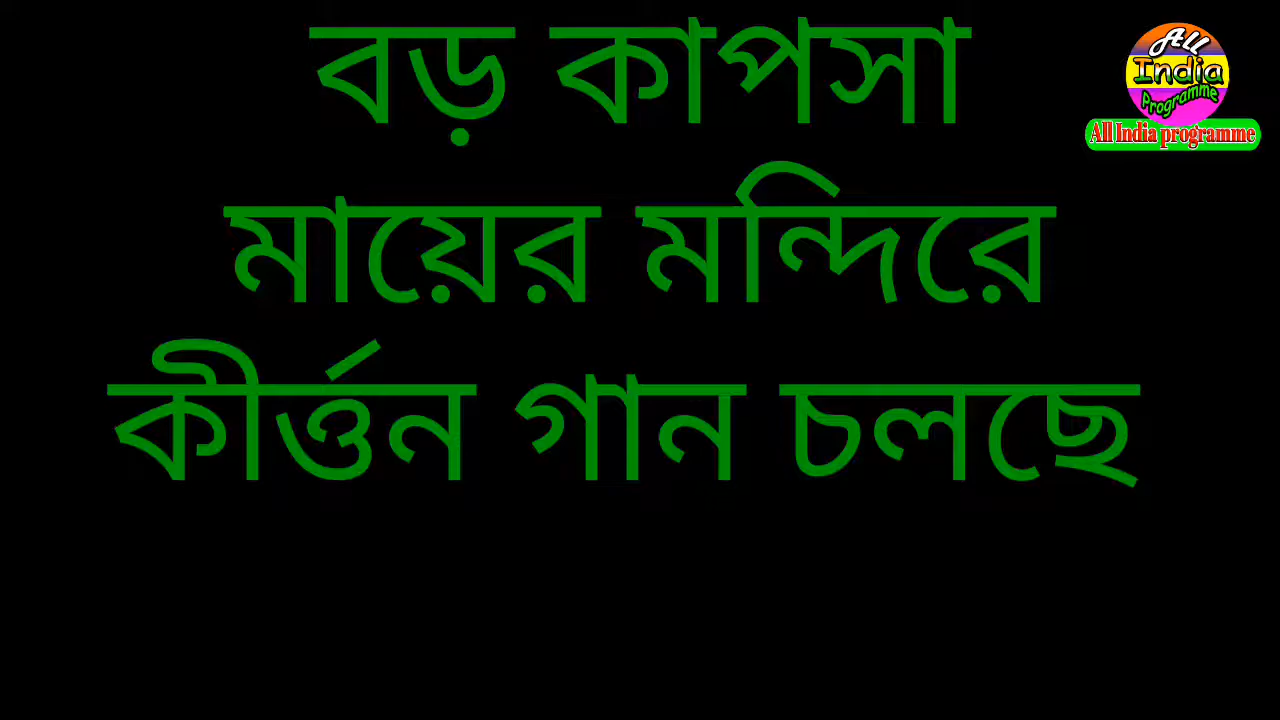 বড় কাপসা
মায়ের মন্দিরে
কীর্ত্তন গান চলছে
All
India
Programme
All India programme